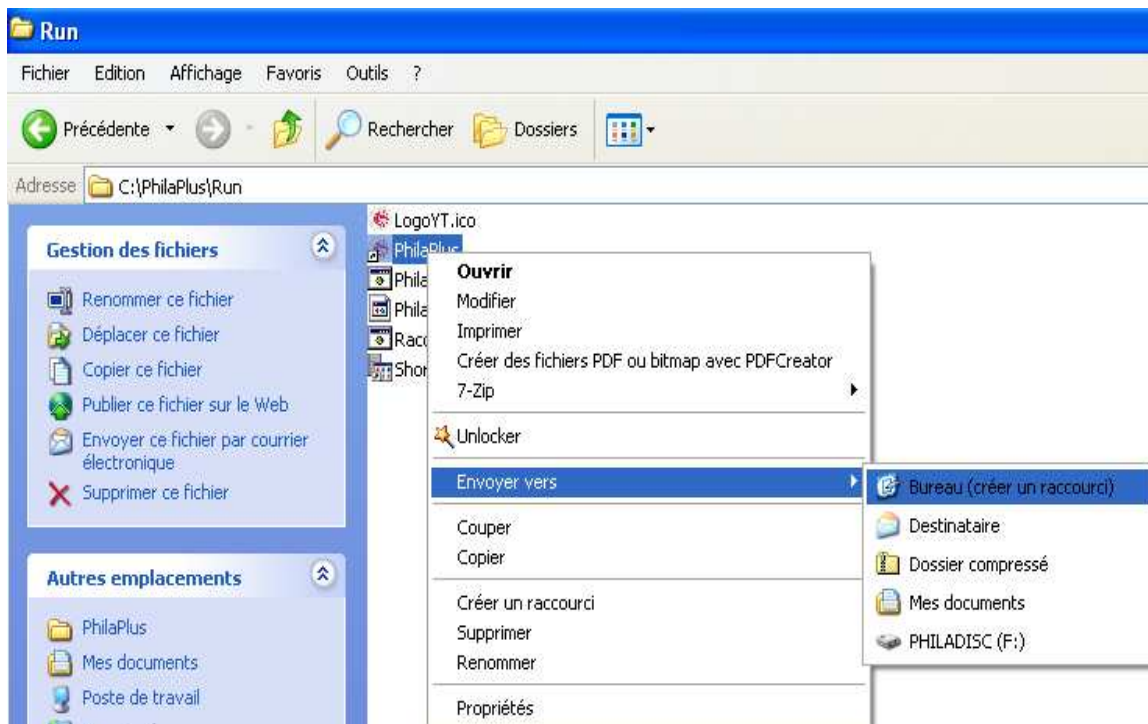 Run
Fichier Edition Affichage Favoris Outils ?
Précédente Rechercher Dossiers
Adresse C:\PhilaPlus\Run
Gestion des fichiers
Renommer ce fichier
Déplacer ce fichier
Copier ce fichier
Publier ce fichier sur le Web
Envoyer ce fichier par courrier
électronique
Supprimer ce fichier
Autres emplacements
PhilaPlus
Mes documents
Poste de travail
LogoYT.ico
PhilaPlus
Phila
Phila
Racc
Shor
Ouvrir
Modifier
Imprimer
Créer des fichiers PDF ou bitmap avec PDFCreator
7-Zip
Unlocker
Envoyer vers
Couper
Copier
Créer un raccourci
Supprimer
Renommer
Propriétés
Bureau (créer un raccourci)
Destinataire
Dossier compressé
Mes documents
PHILADISC (F:)